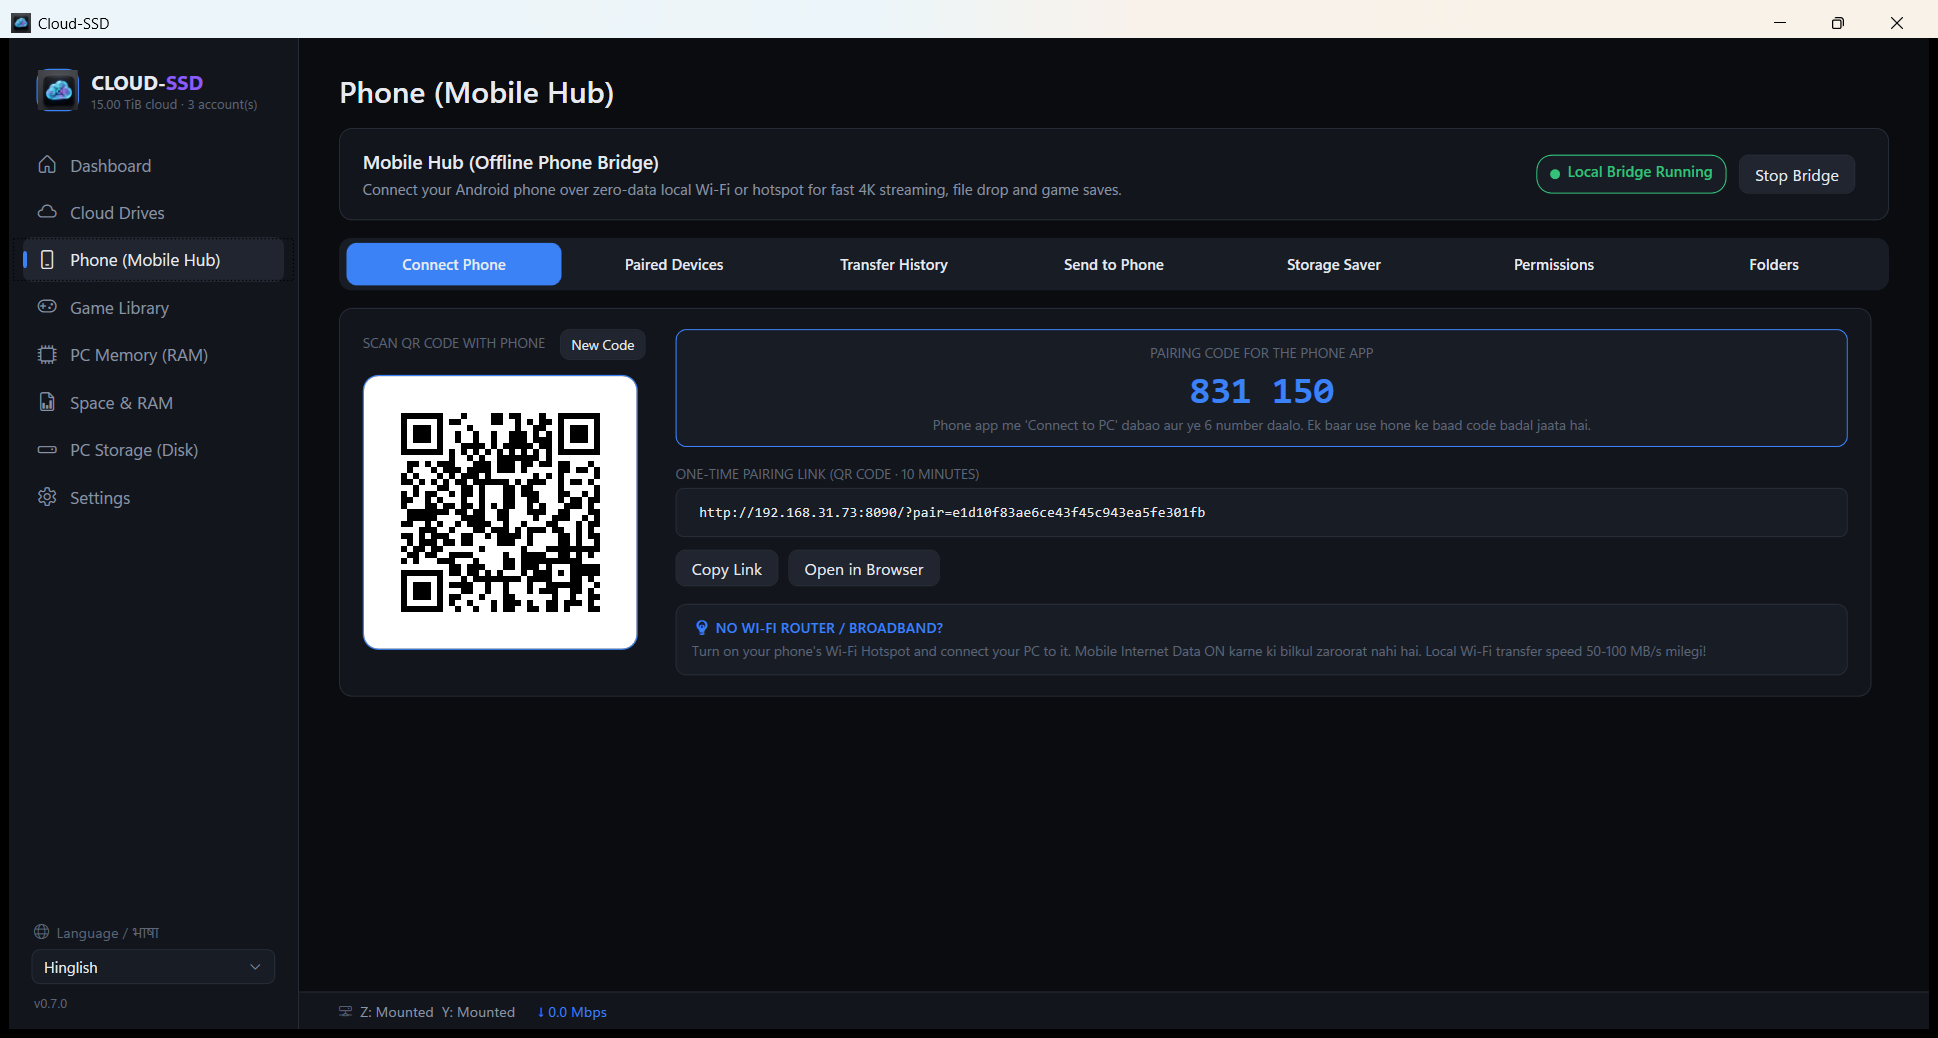 Cloud-SSD
CLOUD-SSD
15.00 TiB cloud · 3 account(s)
Dashboard
Cloud Drives
Phone (Mobile Hub)
Game Library
PC Memory (RAM)
Space & RAM
PC Storage (Disk)
Settings
Language / भाषा
Hinglish
v0.7.0
Phone (Mobile Hub)
Mobile Hub (Offline Phone Bridge)
Connect your Android phone over zero-data local Wi-Fi or hotspot for fast 4K streaming, file drop and game saves.
Local Bridge Running
Stop Bridge
Connect Phone Paired Devices Transfer History Send to Phone Storage Saver Permissions Folders
SCAN QR CODE WITH PHONE
New Code
PAIRING CODE FOR THE PHONE APP
831 150
Phone app me 'Connect to PC' dabao aur ye 6 number daalo. Ek baar use hone ke baad code badal jaata hai.
ONE-TIME PAIRING LINK (QR CODE · 10 MINUTES)
http://192.168.31.73:8090/?pair=e1d10f83ae6ce43f45c943ea5fe301fb
Copy Link
Open in Browser
NO WI-FI ROUTER / BROADBAND?
Turn on your phone's Wi-Fi Hotspot and connect your PC to it. Mobile Internet Data ON karne ki bilkul zaroorat nahi hai. Local Wi-Fi transfer speed 50-100 MB/s milegi!
Z: Mounted Y: Mounted ↓ 0.0 Mbps